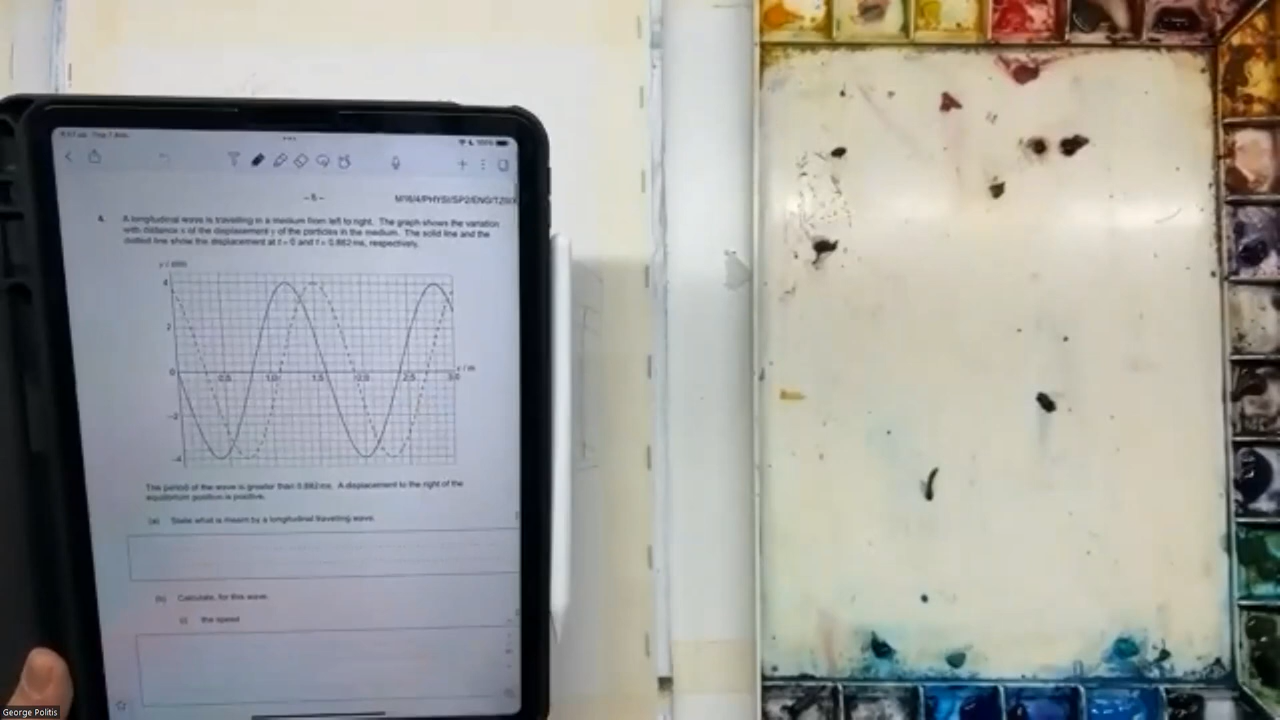 100%
– 5 –
M16/4/PHYSI/SP2/ENG/TZ0/X
4. A longitudinal wave is travelling in a medium from left to right. The graph shows the variation
with distance x of the displacement y of the particles in the medium. The solid line and the
dotted line show the displacement at t = 0 and t = 0.882 ms, respectively.
y / mm
4
2
0
0.5 1.0 1.5 2.0 2.5 3.0 x / m
–2
–4
The period of the wave is greater than 0.882 ms. A displacement to the right of the
equilibrium position is positive.
(a) State what is meant by a longitudinal travelling wave.
(b) Calculate, for this wave,
(i) the speed.
George Politis